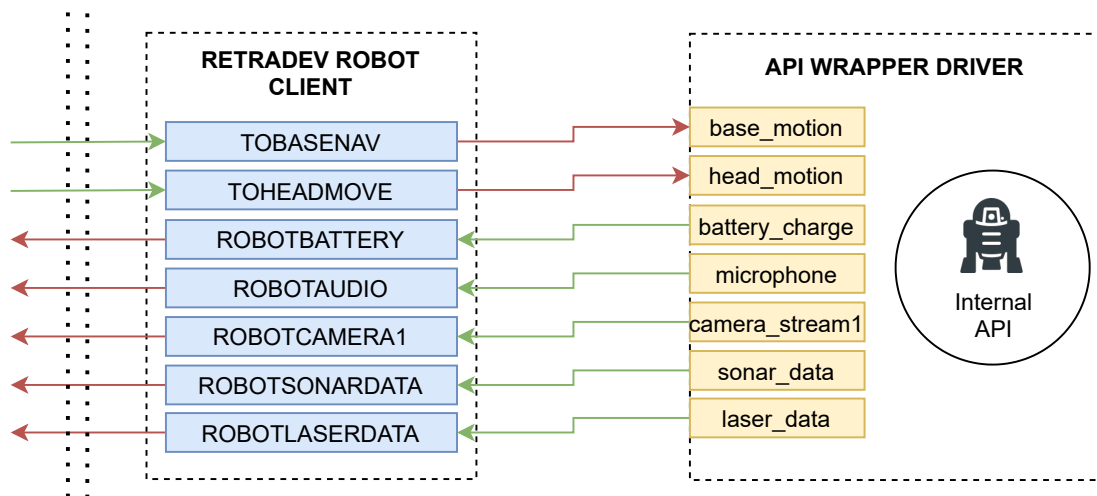 RETRADEV ROBOT
CLIENT
TOBASENAV
TOHEADMOVE
ROBOTBATTERY
ROBOTAUDIO
ROBOTCAMERA1
ROBOTSONARDATA
ROBOTLASERDATA
API WRAPPER DRIVER
base_motion
head_motion
battery_charge
microphone
camera_stream1
sonar_data
laser_data
Internal
API